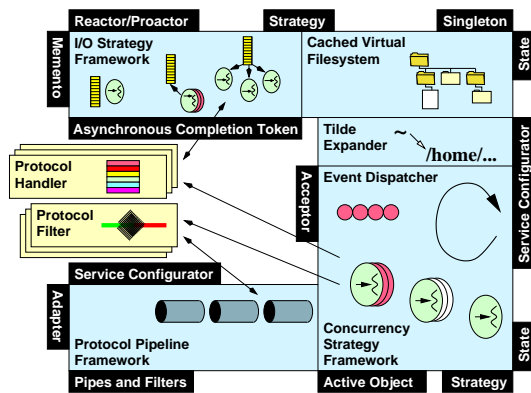 Reactor/Proactor
Strategy
Singleton
Memento
I/O Strategy
Framework
Cached Virtual
Filesystem
State
Asynchronous Completion Token
Tilde
Expander
~
/home/...
Protocol
Handler
Protocol
Filter
Acceptor
Event Dispatcher
Service Configurator
Service Configurator
Adapter
Protocol Pipeline
Framework
Concurrency
Strategy
Framework
State
Pipes and Filters
Active Object
Strategy